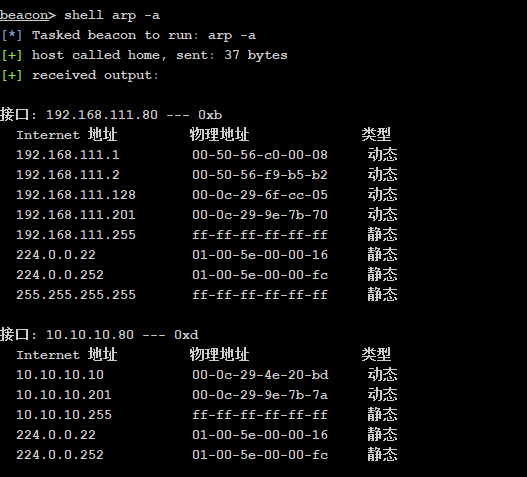 beacon> shell arp -a
[*] Tasked beacon to run: arp -a
[+] host called home, sent: 37 bytes
[+] received output:
接口: 192.168.111.80 --- 0xb
Internet 地址 物理地址 类型
192.168.111.1 00-50-56-c0-00-08 动态
192.168.111.2 00-50-56-f9-b5-b2 动态
192.168.111.128 00-0c-29-6f-cc-05 动态
192.168.111.201 00-0c-29-9e-7b-70 动态
192.168.111.255 ff-ff-ff-ff-ff-ff 静态
224.0.0.22 01-00-5e-00-00-16 静态
224.0.0.252 01-00-5e-00-00-fc 静态
255.255.255.255 ff-ff-ff-ff-ff-ff 静态
接口: 10.10.10.80 --- 0xd
Internet 地址 物理地址 类型
10.10.10.10 00-0c-29-4e-20-bd 动态
10.10.10.201 00-0c-29-9e-7b-7a 动态
10.10.10.255 ff-ff-ff-ff-ff-ff 静态
224.0.0.22 01-00-5e-00-00-16 静态
224.0.0.252 01-00-5e-00-00-fc 静态